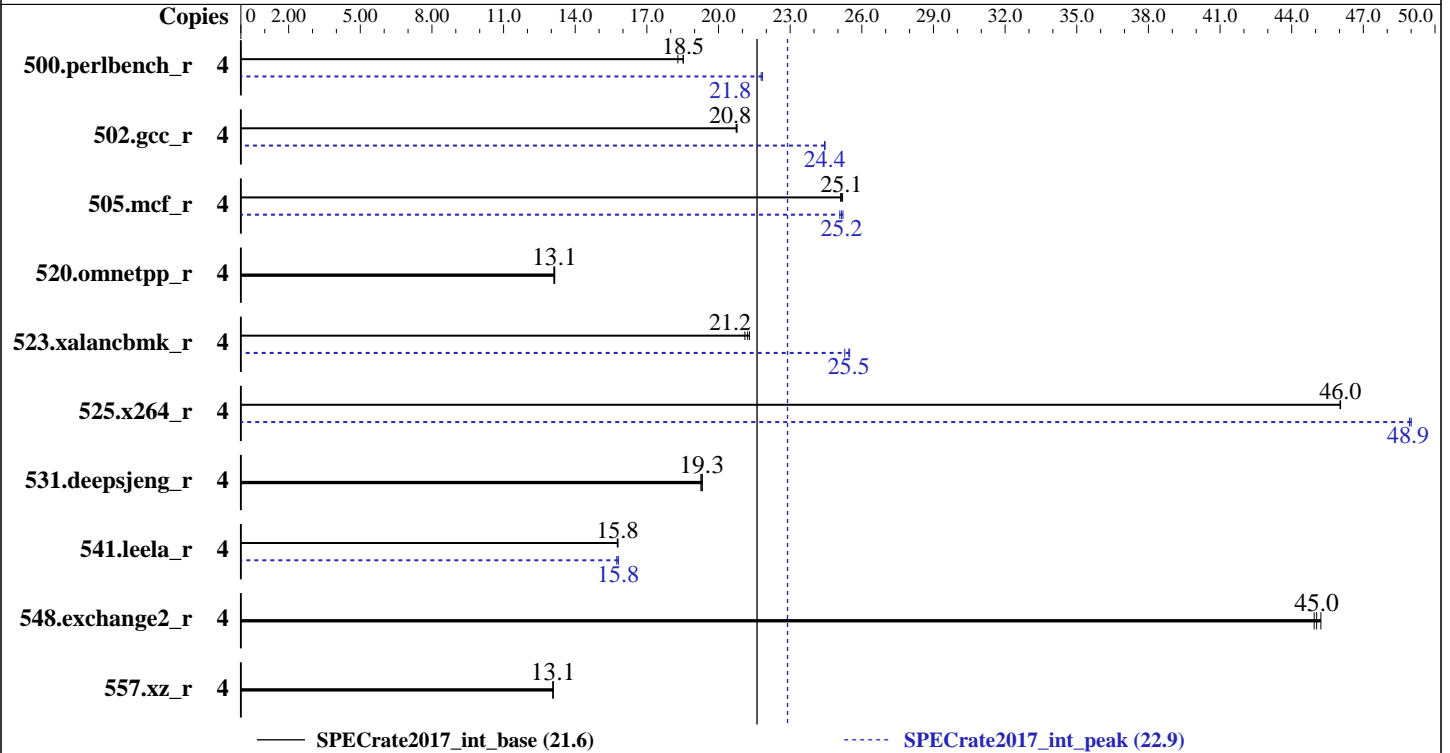 Copies 0 2.00 5.00 8.00 11.0 14.0 17.0 20.0 23.0 26.0 29.0 32.0 35.0 38.0 41.0 44.0 47.0 50.0
18.5
500.perlbench_r 4
21.8
20.8
502.gcc_r 4
24.4
25.1
505.mcf_r 4
25.2
13.1
520.omnetpp_r 4
21.2
523.xalancbmk_r 4
25.5
46.0
525.x264_r 4
48.9
19.3
531.deepsjeng_r 4
15.8
541.leela_r 4
15.8
45.0
548.exchange2_r 4
13.1
557.xz_r 4
SPECrate2017_int_base (21.6) SPECrate2017_int_peak (22.9)